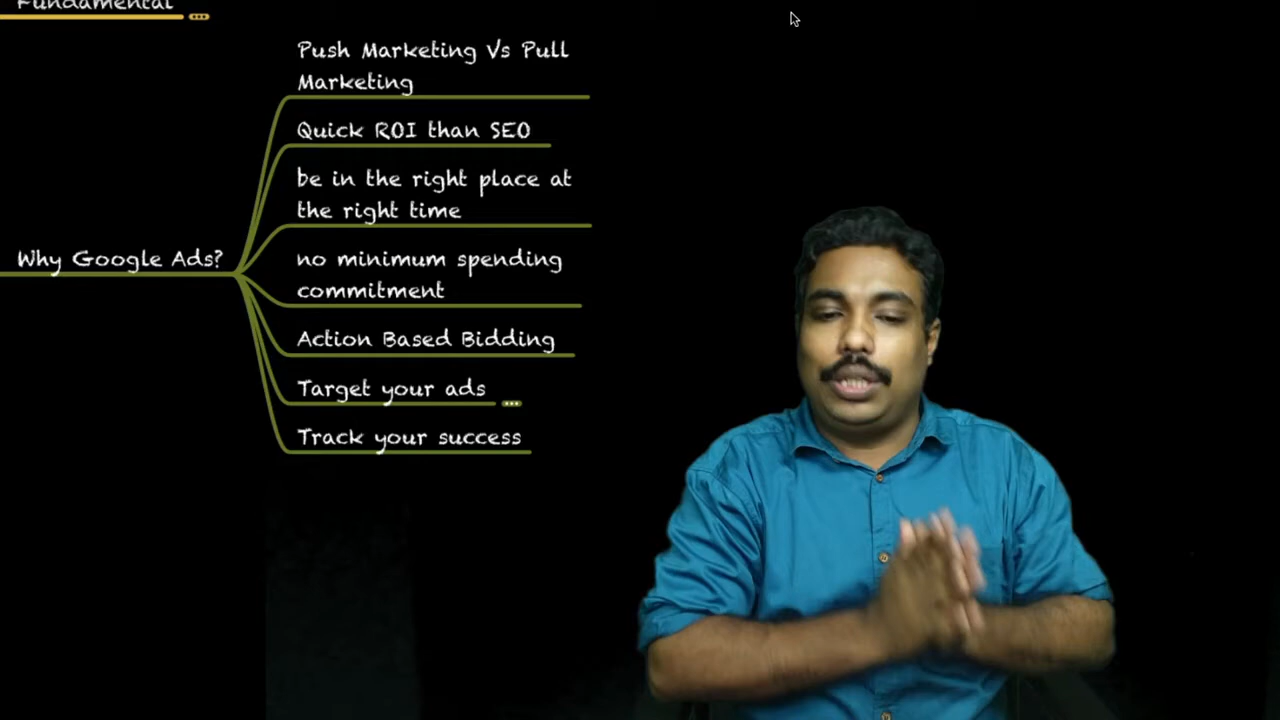 Fundamental
Push Marketing Vs Pull
Marketing
Quick ROI than SEO
be in the right place at
the right time
Why Google Ads?
no minimum spending
commitment
Action Based Bidding
Target your ads
Track your success